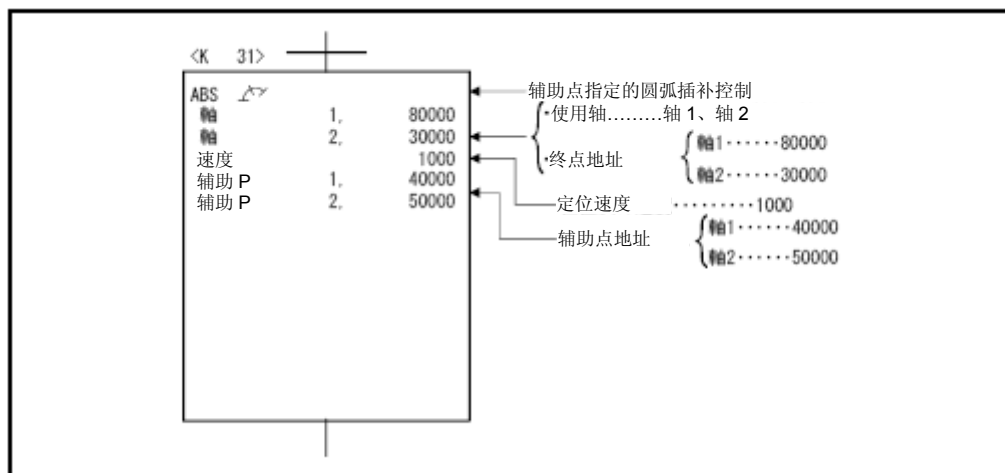 <K 31>
ABS
軸 1, 80000
軸 2, 30000
速度 1000
辅助 P 1, 40000
辅助 P 2, 50000
辅助点指定的圆弧插补控制
·使用轴………轴 1、轴 2
·终点地址
軸1······80000
軸2······30000
定位速度 ·········1000
辅助点地址
軸1······40000
軸2······50000